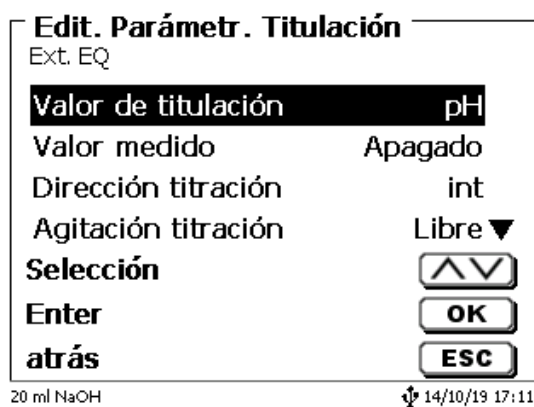 Edit. Parámetr. Titulación
Ext. EQ
Valor de titulación pH
Valor medido Apagado
Dirección titración int
Agitación titración Libre▼
Selección
Enter OK
atrás ESC
20 ml NaOH 14/10/19 17:11